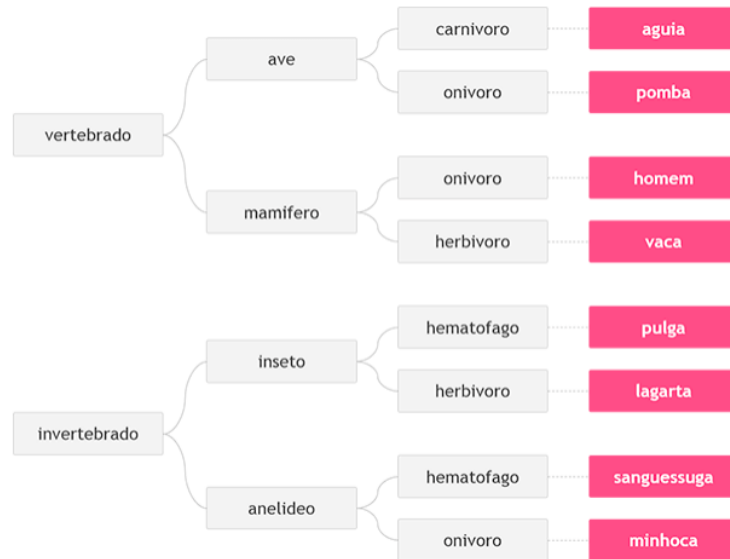 carnivoro
aguia
ave
onivoro
pomba
vertebrado
onivoro
homem
mamifero
herbivoro
vaca
hematofago
pulga
inseto
herbivoro
lagarta
invertebrado
hematofago
sanguessuga
anelideo
onivoro
minhoca